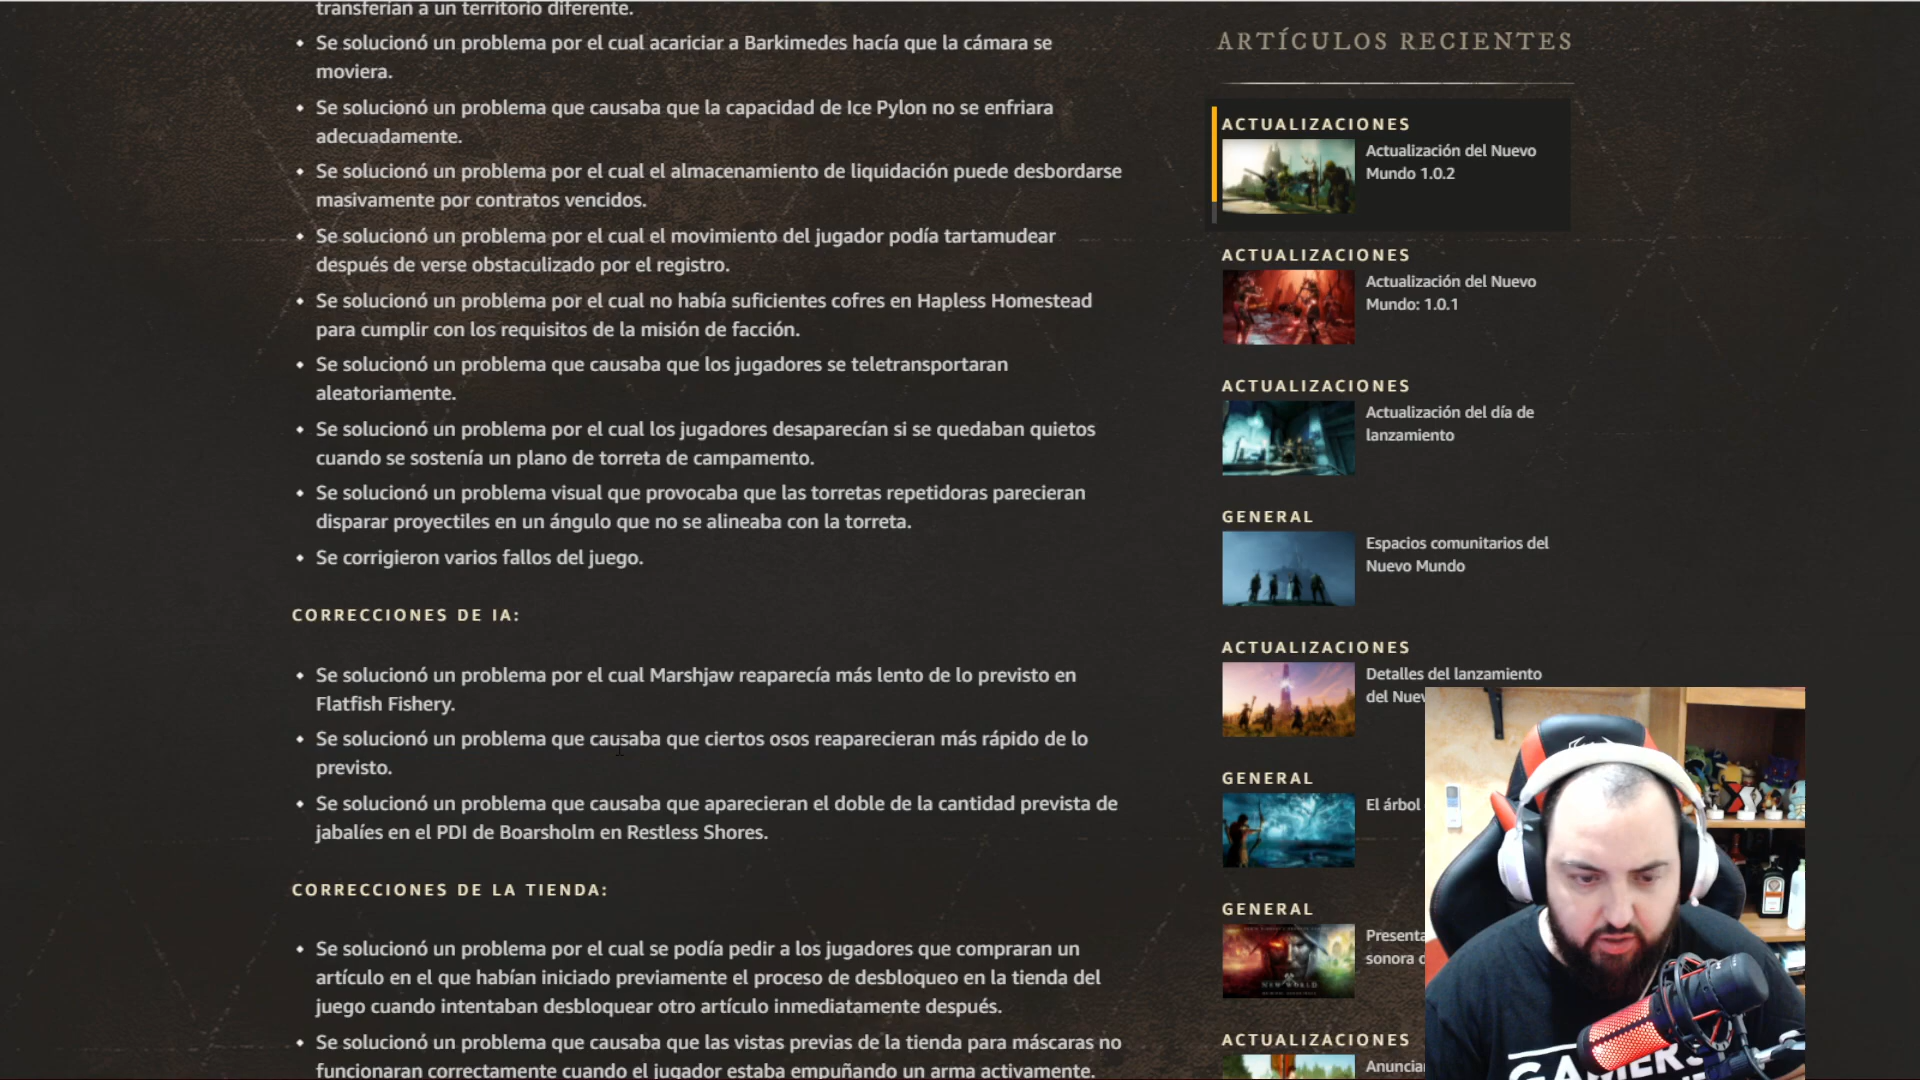 transferían a un territorio diferente.
Se solucionó un problema por el cual acariciar a Barkimedes hacía que la cámara se
moviera.
Se solucionó un problema que causaba que la capacidad de Ice Pylon no se enfriara
adecuadamente.
Se solucionó un problema por el cual el almacenamiento de liquidación puede desbordarse
masivamente por contratos vencidos.
Se solucionó un problema por el cual el movimiento del jugador podía tartamudear
después de verse obstaculizado por el registro.
Se solucionó un problema por el cual no había suficientes cofres en Hapless Homestead
para cumplir con los requisitos de la misión de facción.
Se solucionó un problema que causaba que los jugadores se teletransportaran
aleatoriamente.
Se solucionó un problema por el cual los jugadores desaparecían si se quedaban quietos
cuando se sostenía un plano de torreta de campamento.
Se solucionó un problema visual que provocaba que las torretas repetidoras parecieran
disparar proyectiles en un ángulo que no se alineaba con la torreta.
Se corrigieron varios fallos del juego.
CORRECCIONES DE IA:
Se solucionó un problema por el cual Marshjaw reaparecía más lento de lo previsto en
Flatfish Fishery.
Se solucionó un problema que causaba que ciertos osos reaparecieran más rápido de lo
previsto.
Se solucionó un problema que causaba que aparecieran el doble de la cantidad prevista de
jabalíes en el PDI de Boarsholm en Restless Shores.
CORRECCIONES DE LA TIENDA:
Se solucionó un problema por el cual se podía pedir a los jugadores que compraran un
artículo en el que habían iniciado previamente el proceso de desbloqueo en la tienda del
juego cuando intentaban desbloquear otro artículo inmediatamente después.
Se solucionó un problema que causaba que las vistas previas de la tienda para máscaras no
funcionaran correctamente cuando el jugador estaba empuñando un arma activamente.
ARTÍCULOS RECIENTES
ACTUALIZACIONES
Actualización del Nuevo
Mundo 1.0.2
ACTUALIZACIONES
Actualización del Nuevo
Mundo: 1.0.1
ACTUALIZACIONES
Actualización del día de
lanzamiento
GENERAL
Espacios comunitarios del
Nuevo Mundo
ACTUALIZACIONES
Detalles del lanzamiento
del Nuev
GENERAL
El árbol
GENERAL
Presenta
sonora
NEW WORLD
ACTUALIZACIONES
Anuncia
GAMERS